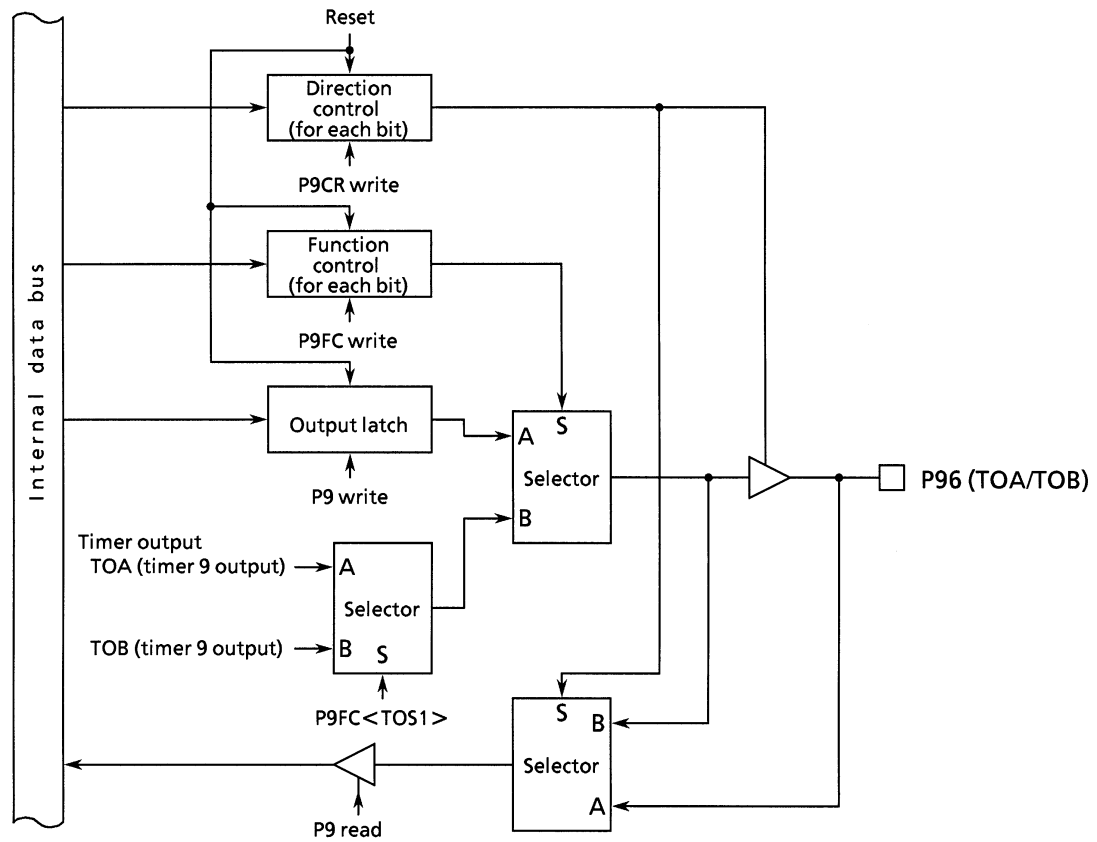 Reset
Direction
control
(for each bit)
P9CR write
Function
control
(for each bit)
P9FC write
Internal data bus
Output latch
P9 write
S
A
Selector
B
P96 (TOA/TOB)
Timer output
TOA (timer 9 output)
A
Selector
TOB (timer 9 output)
B
S
P9FC<TOS1>
S
B
Selector
A
P9 read